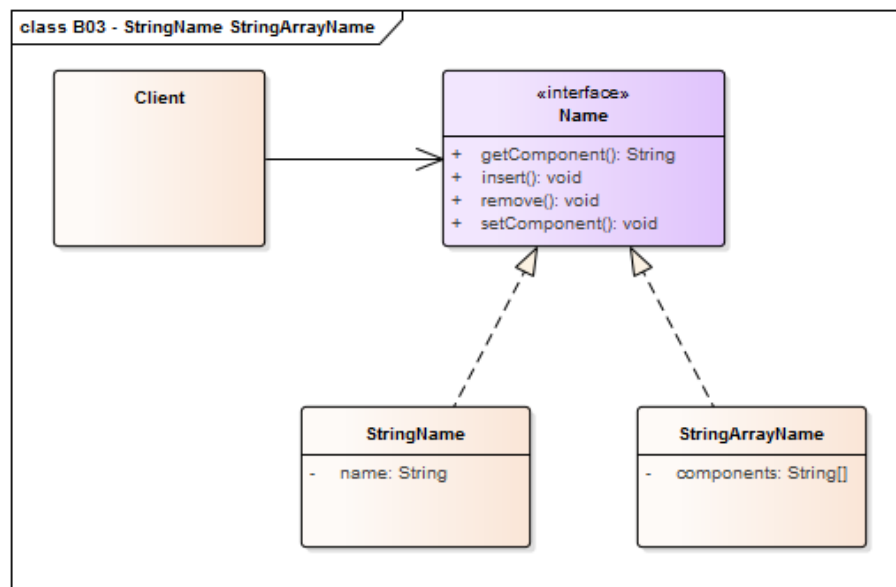 class B03 - StringName StringArrayName
Client
«interface»
Name
+ getComponent(): String
+ insert(): void
+ remove(): void
+ setComponent(): void
StringName
- name: String
StringArrayName
- components: String[]